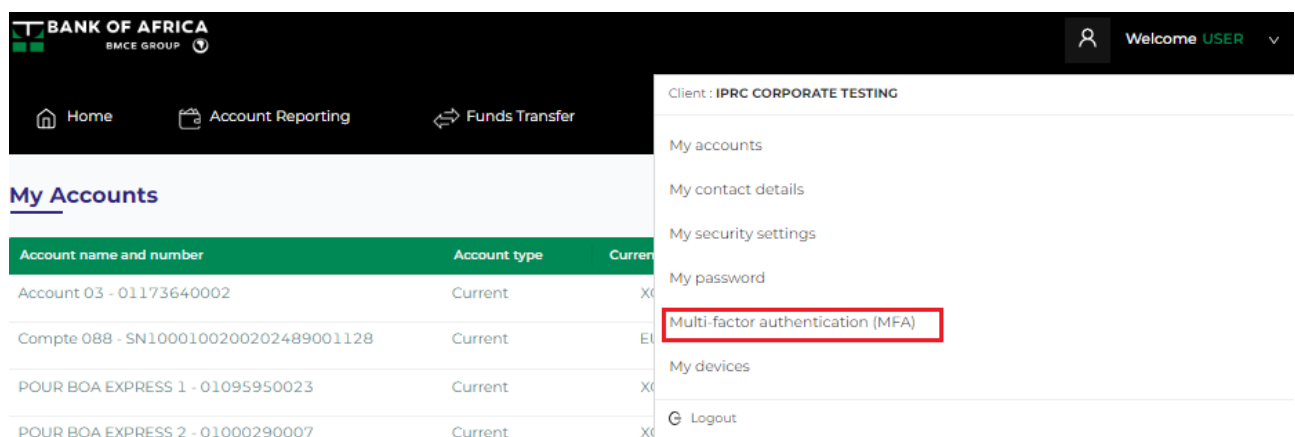 BANK OF AFRICA
BMCE GROUP
Welcome USER
Home
Account Reporting
Funds Transfer
Client : IPRC CORPORATE TESTING
My accounts
My contact details
My security settings
My password
Multi-factor authentication (MFA)
My devices
Logout
My Accounts
Account name and number Account type Curren
Account 03 - 01173640002 Current
Compte 088 - SN10001002002024890​01128 Current
POUR BOA EXPRESS 1 - 01095950023 Current
POUR BOA EXPRESS 2 - 01000290007 Current